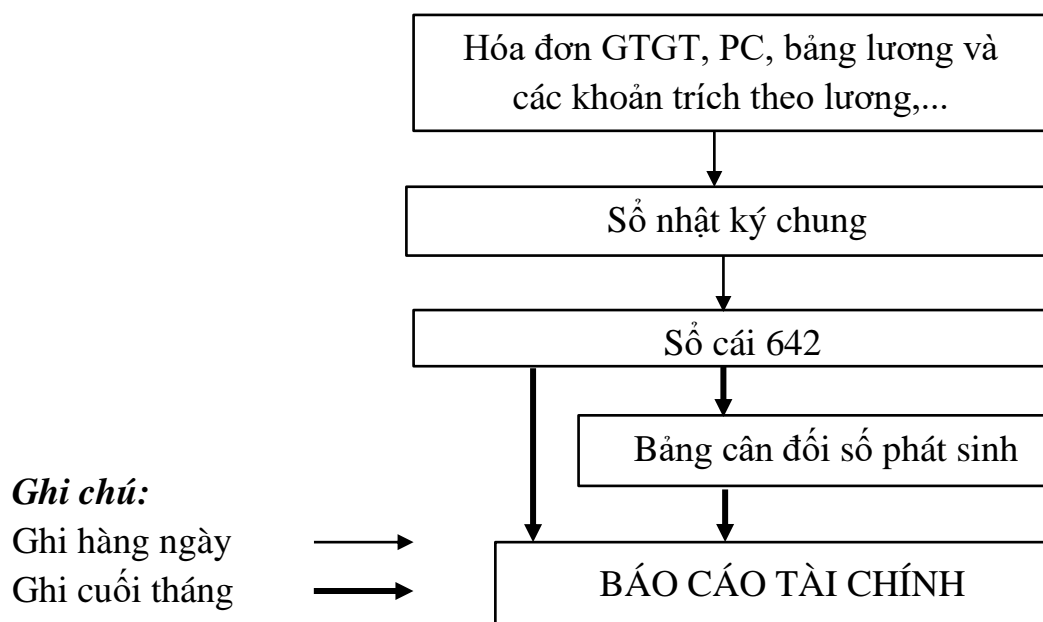 Hóa đơn GTGT, PC, bảng lương và
các khoản trích theo lương,...
Sổ nhật ký chung
Sổ cái 642
Bảng cân đối số phát sinh
Ghi chú:
Ghi hàng ngày
Ghi cuối tháng
BÁO CÁO TÀI CHÍNH